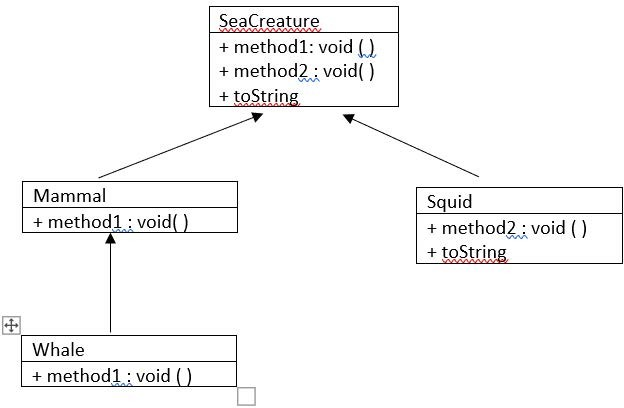 SeaCreature
+ method1: void ( )
+ method2 : void( )
+ toString
Mammal
+ method1 : void( )
Squid
+ method2 : void ( )
+ toString
Whale
+ method1 : void ( )